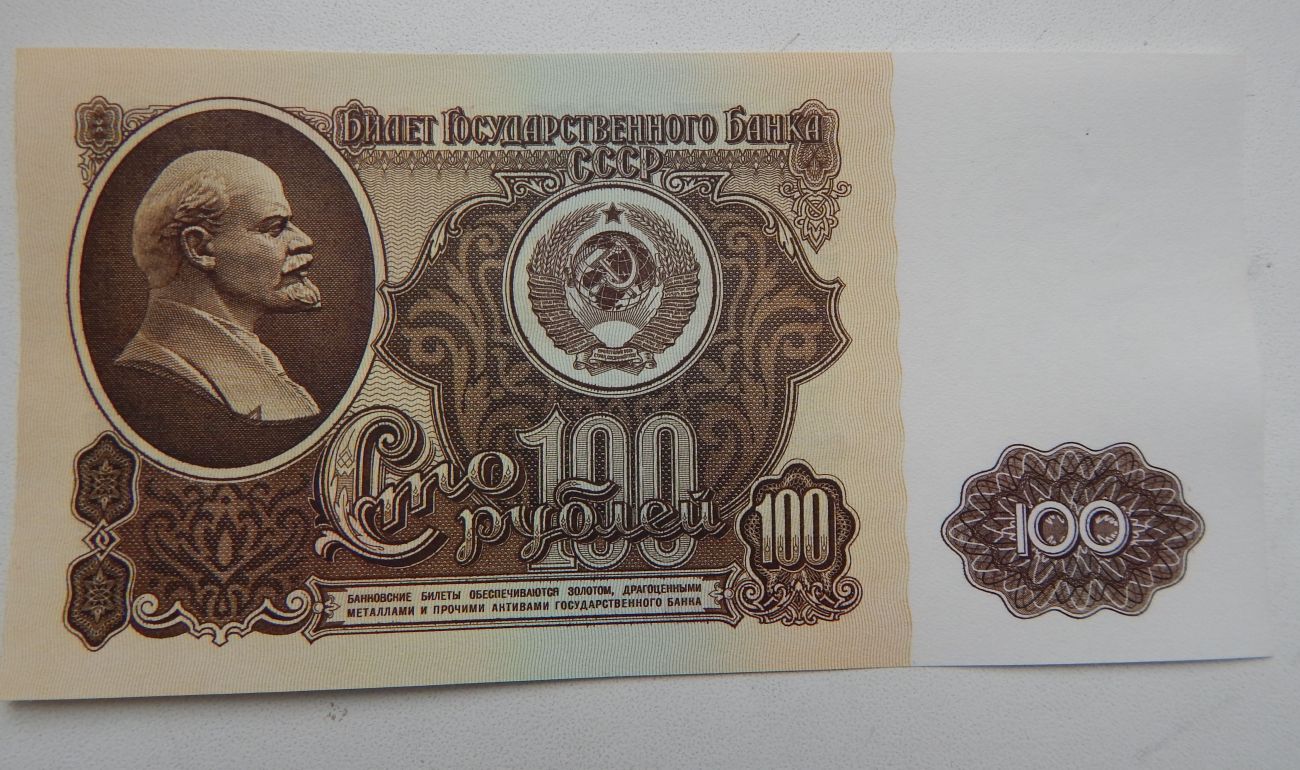 Билет Государственного Банка
СССР
100
Сто
рублей
100
100
БАНКОВСКИЕ БИЛЕТЫ ОБЕСПЕЧИВАЮТСЯ ЗОЛОТОМ, ДРАГОЦЕННЫМИ
МЕТАЛЛАМИ И ПРОЧИМИ АКТИВАМИ ГОСУДАРСТВЕННОГО БАНКА